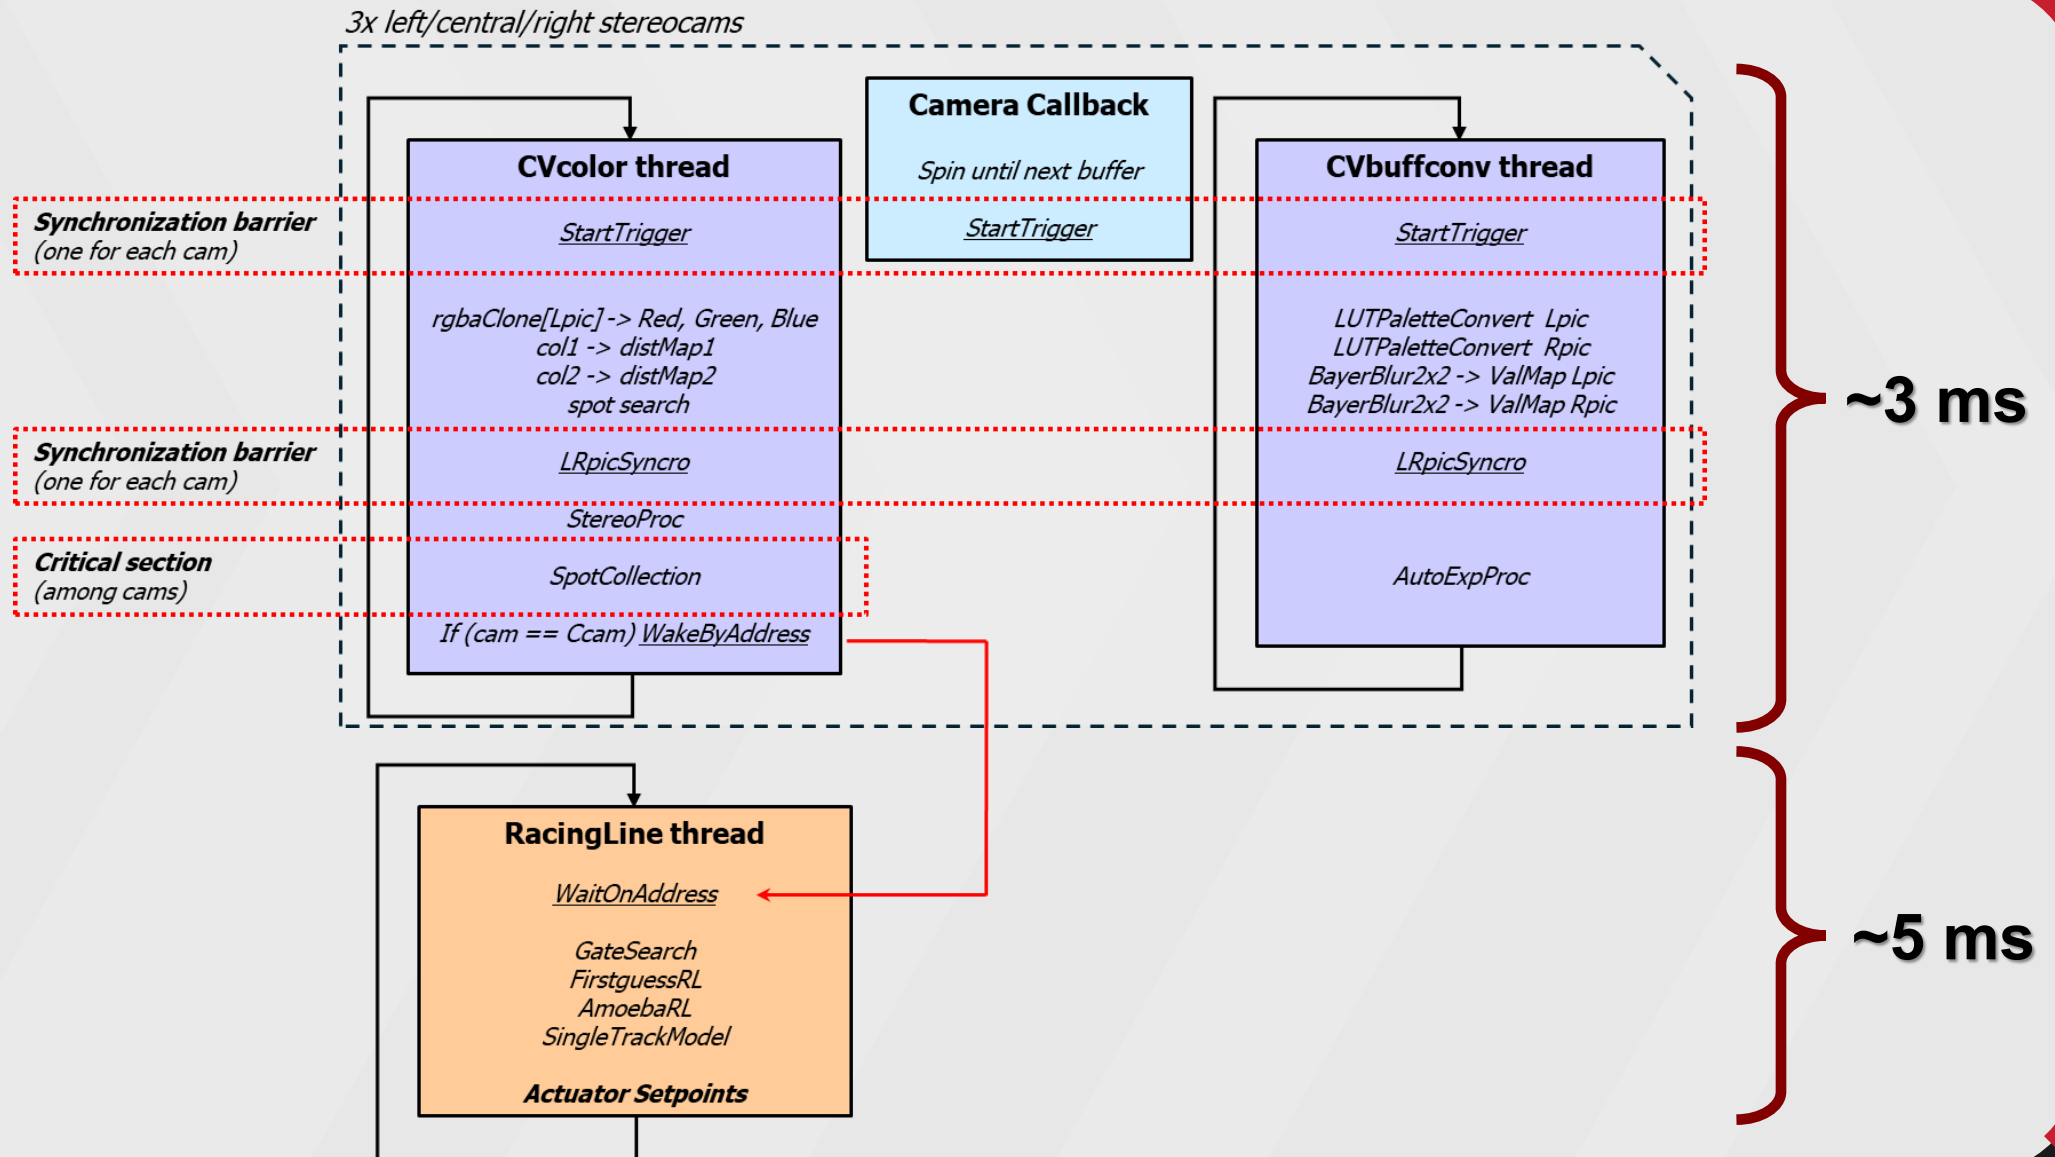 3x left/central/right stereocams
Camera Callback
Spin until next buffer
StartTrigger
CVcolor thread
StartTrigger
rgbaClone[Lpic] -> Red, Green, Blue
col1 -> distMap1
col2 -> distMap2
spot search
LRpicSyncro
StereoProc
SpotCollection
If (cam == Ccam) WakeByAddress
CVbuffconv thread
StartTrigger
LUTPaletteConvert Lpic
LUTPaletteConvert Rpic
BayerBlur2x2 -> ValMap Lpic
BayerBlur2x2 -> ValMap Rpic
LRpicSyncro
AutoExpProc
Synchronization barrier
(one for each cam)
Synchronization barrier
(one for each cam)
Critical section
(among cams)
~3 ms
RacingLine thread
WaitOnAddress
GateSearch
FirstguessRL
AmoebaRL
SingleTrackModel
Actuator Setpoints
~5 ms